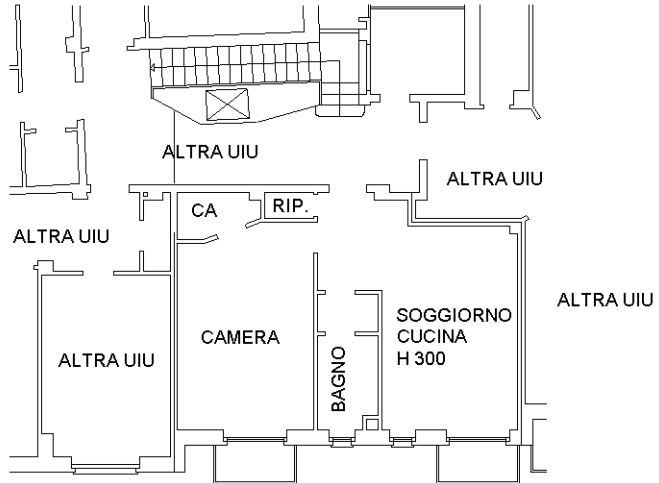 ALTRA UIU
ALTRA UIU
CA
RIP.
ALTRA UIU
ALTRA UIU
SOGGIORNO
CUCINA
H 300
CAMERA
ALTRA UIU
BAGNO